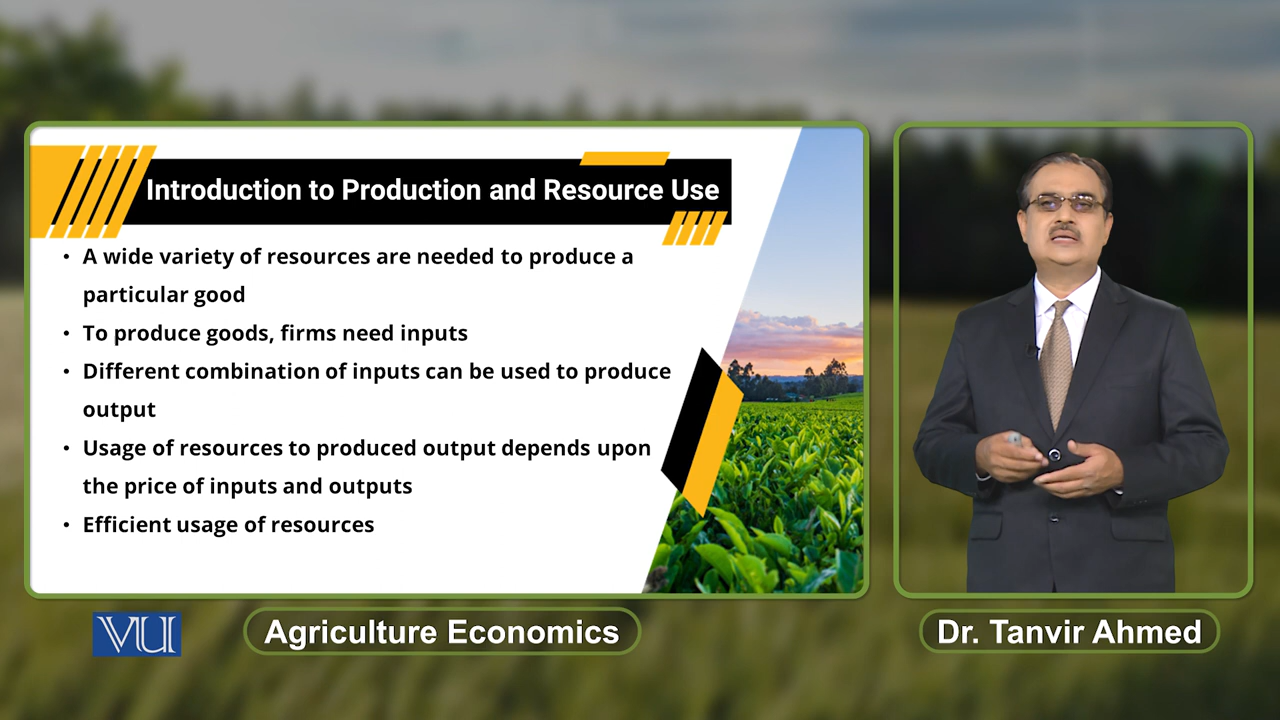 Introduction to Production and Resource Use
• A wide variety of resources are needed to produce a
particular good
• To produce goods, firms need inputs
• Different combination of inputs can be used to produce
output
• Usage of resources to produced output depends upon
the price of inputs and outputs
• Efficient usage of resources
VU
Agriculture Economics
Dr. Tanvir Ahmed